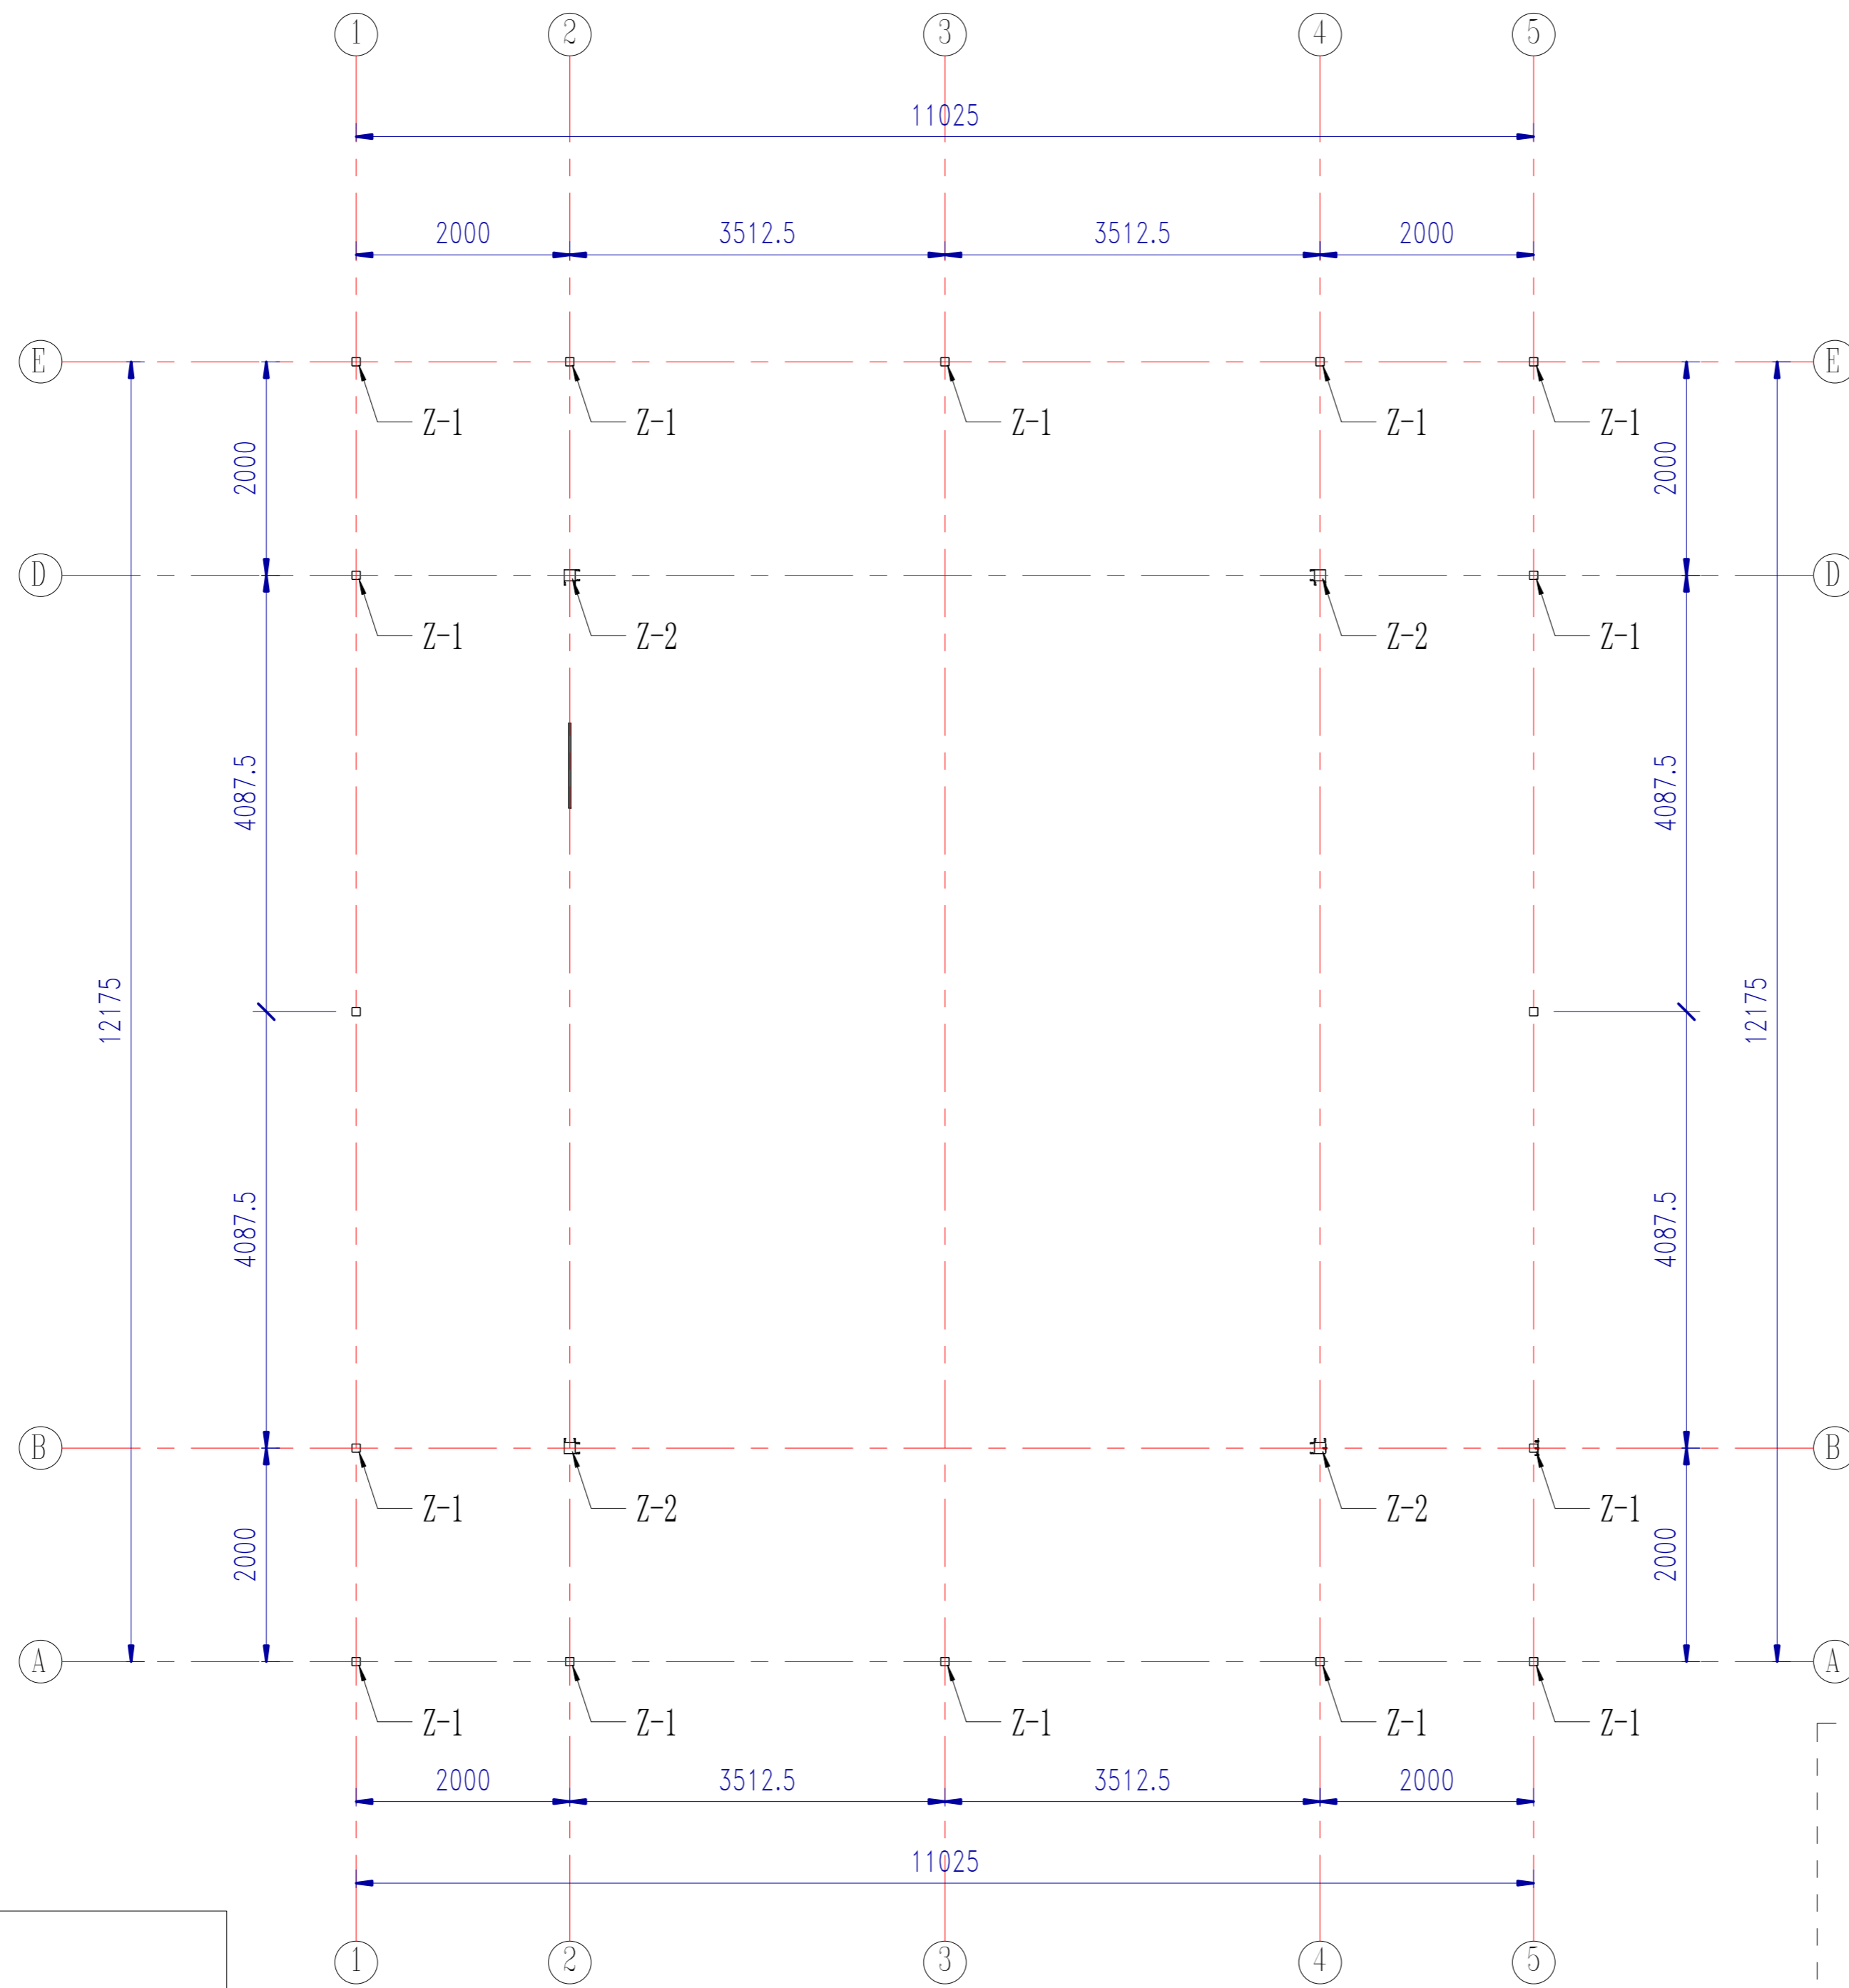 1 2 3 4 5
11025
2000 3512.5 3512.5 2000
E E
Z-1 Z-1 Z-1 Z-1 Z-1
2000 2000
D D
Z-1 Z-2 Z-2 Z-1
4087.5 4087.5
12175 12175
4087.5 4087.5
B B
Z-1 Z-2 Z-2 Z-1
2000 2000
A A
Z-1 Z-1 Z-1 Z-1 Z-1
2000 3512.5 3512.5 2000
11025
1 2 3 4 5